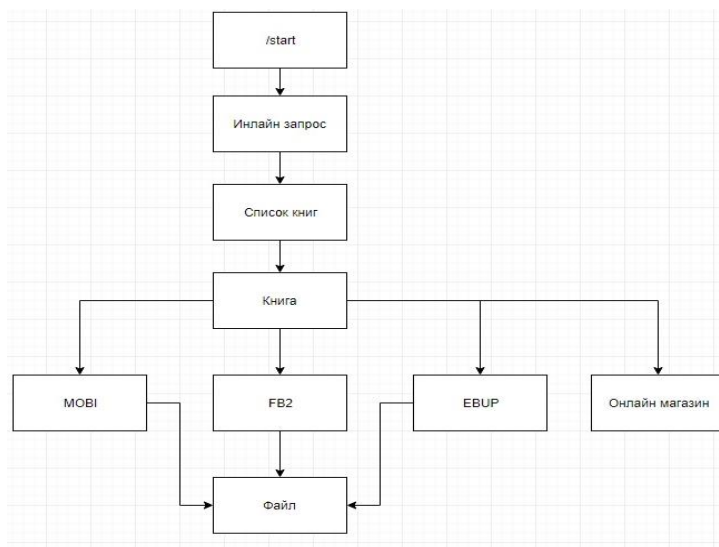 /start
Инлайн запрос
Список книг
Книга
MOBI
FB2
EBUP
Онлайн магазин
Файл